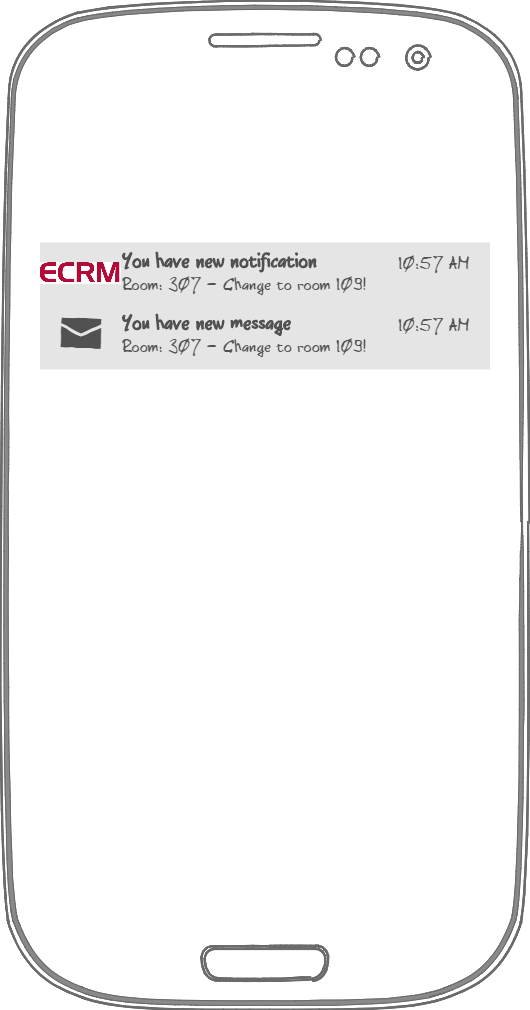 ECRM
You have new notification 10:57 AM
Room: 307 - Change to room 109!
You have new message 10:57 AM
Room: 307 - Change to room 109!